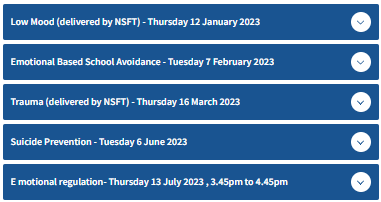 Low Mood (delivered by NSFT) - Thursday 12 January 2023
Emotional Based School Avoidance - Tuesday 7 February 2023
Trauma (delivered by NSFT) - Thursday 16 March 2023
Suicide Prevention - Tuesday 6 June 2023
E motional regulation- Thursday 13 July 2023 , 3.45pm to 4.45pm